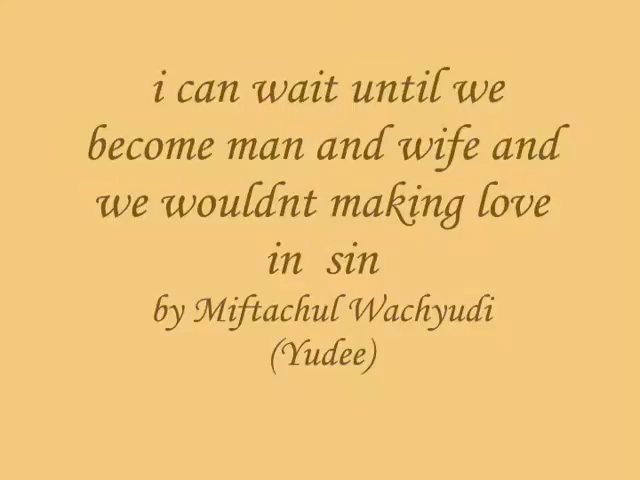 i can wait until we
become man and wife and
we wouldnt making love
in sin
by Miftachul Wachyudi
(Yudee)